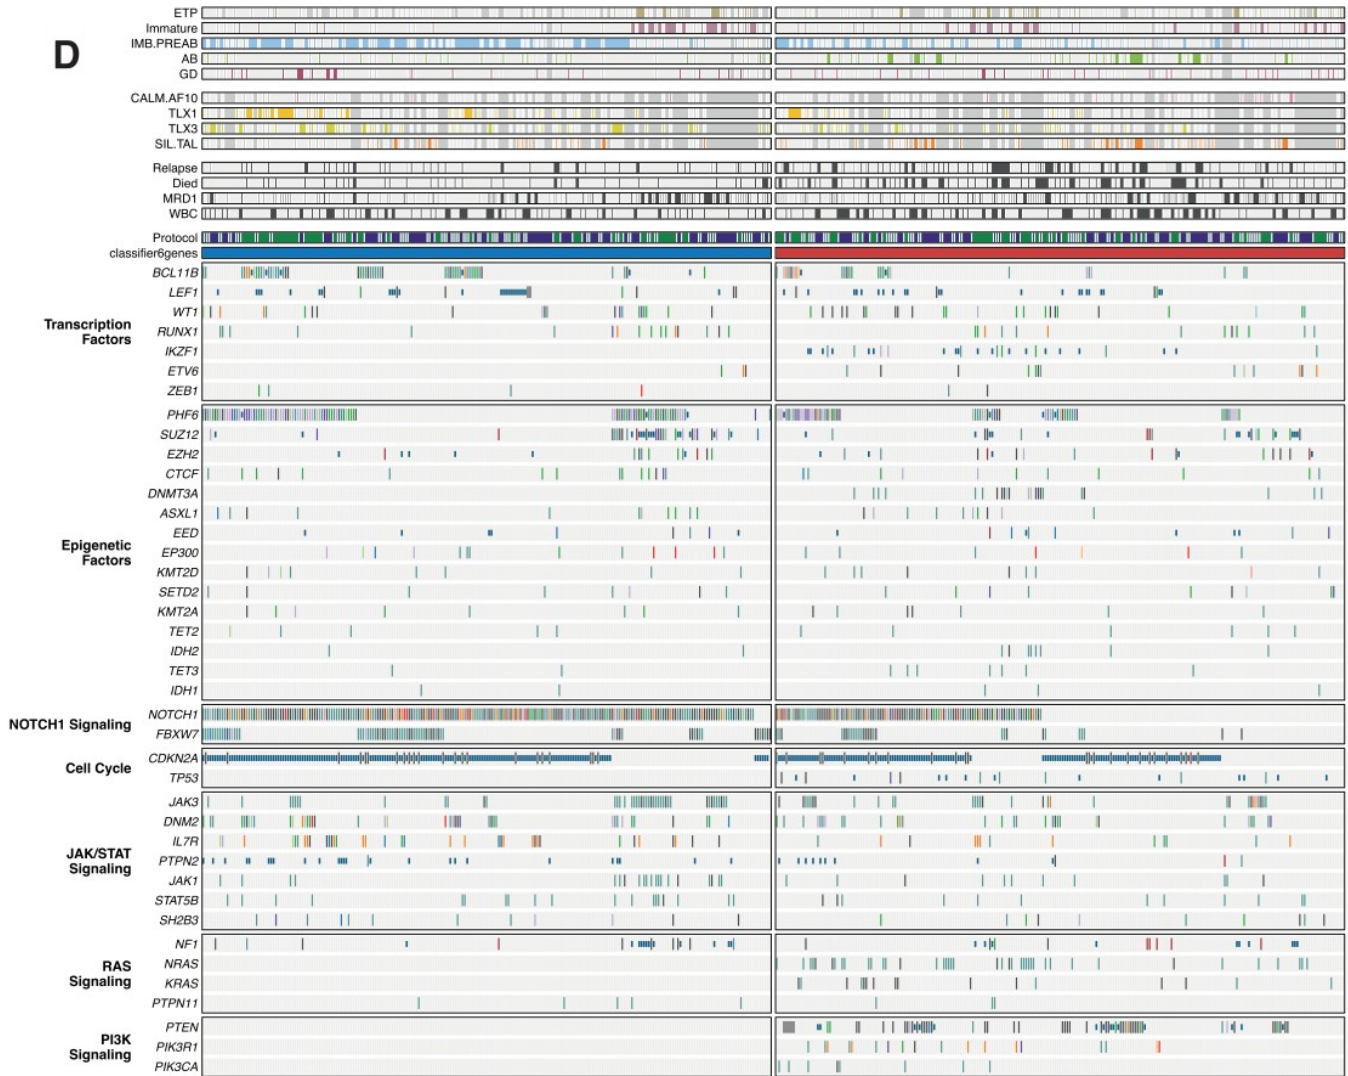 D
ETP
Immature
IMB.PREAB
AB
GD
CALM.AF10
TLX1
TLX3
SIL.TAL
Relapse
Died
MRD1
WBC
Protocol
classifier6genes
Transcription
Factors
BCL11B
LEF1
WT1
RUNX1
IKZF1
ETV6
ZEB1
Epigenetic
Factors
PHF6
SUZ12
EZH2
CTCF
DNMT3A
ASXL1
EED
EP300
KMT2D
SETD2
KMT2A
TET2
IDH2
TET3
IDH1
NOTCH1 Signaling
NOTCH1
FBXW7
Cell Cycle
CDKN2A
TP53
JAK/STAT
Signaling
JAK3
DNM2
IL7R
PTPN2
JAK1
STAT5B
SH2B3
RAS
Signaling
NF1
NRAS
KRAS
PTPN11
PI3K
Signaling
PTEN
PIK3R1
PIK3CA